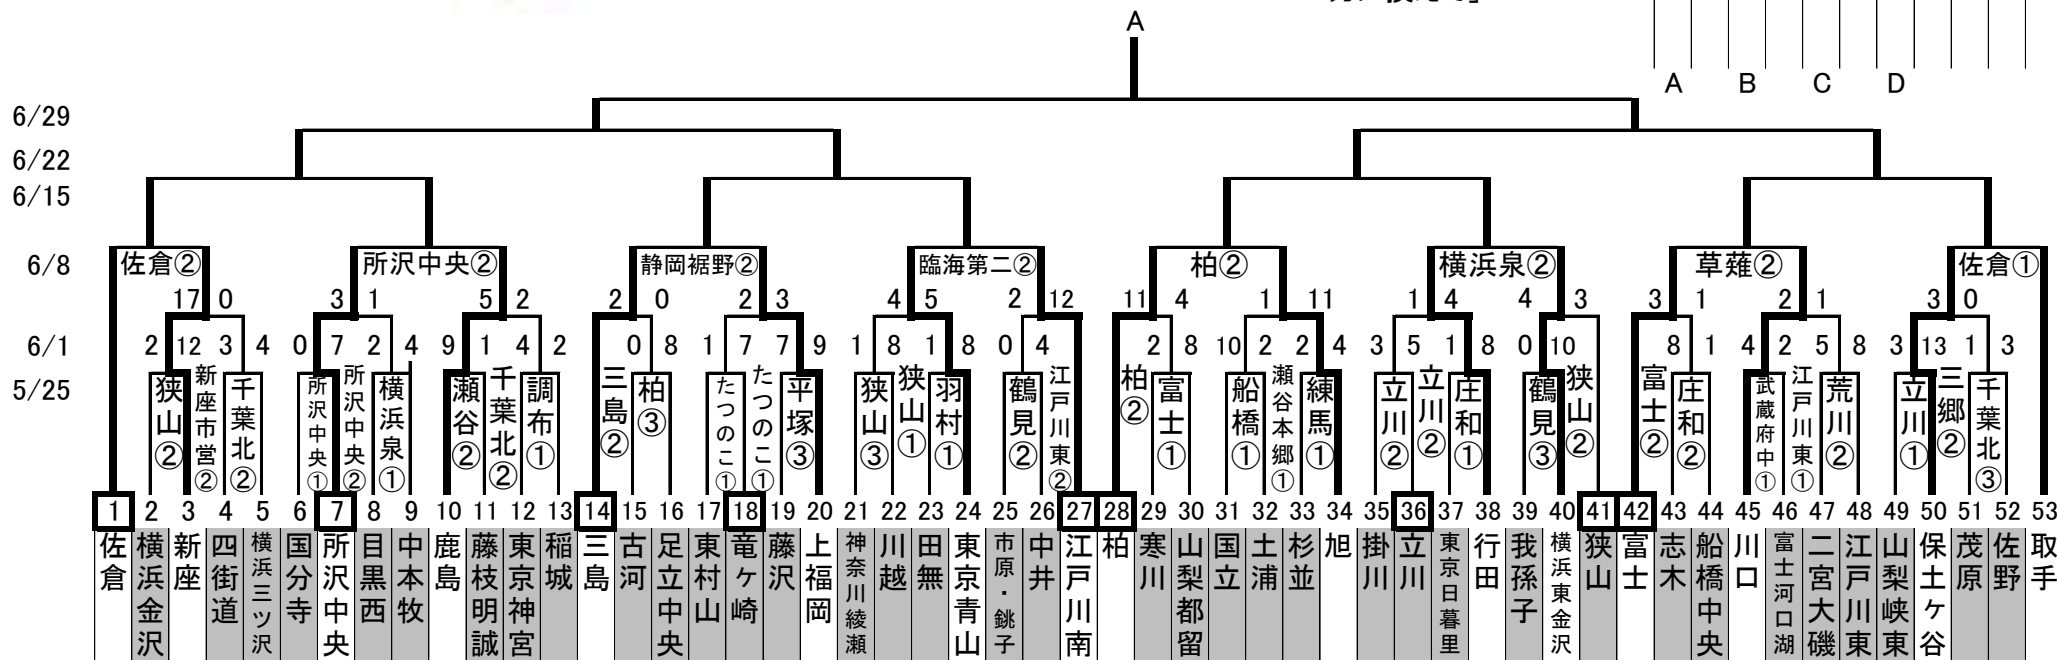 A
A B C D
6/29
6/22
6/15
6/8 佐倉② 所沢中央② 静岡裾野② 臨海第二② 柏② 横浜泉② 草薙② 佐倉①
17 0 3 1 5 2 2 0 2 3 4 5 2 12 11 4 1 11 1 4 4 3 3 1 2 1 3 0
6/1 2 12 3 4 0 7 2 4 9 1 4 2 0 8 1 7 7 9 1 8 1 8 0 4 2 8 10 2 2 4 3 5 1 8 0 10 8 1 4 2 5 8 3 13 1 3
5/25
狭山②
新座市営②
千葉北②
所沢中央①
所沢中央②
横浜泉①
瀬谷②
千葉北②
調布①
三島②
柏③
たつのこ①
たつのこ①
平塚③
狭山③
狭山①
羽村①
鶴見②
江戸川東②
柏②
富士①
船橋①
瀬谷本郷①
練馬①
立川②
立川②
庄和①
鶴見③
狭山②
富士②
庄和②
武蔵府中①
江戸川東①
荒川②
立川①
三郷②
千葉北③
1 2 3 4 5 6 7 8 9 10 11 12 13 14 15 16 17 18 19 20 21 22 23 24 25 26 27 28 29 30 31 32 33 34 35 36 37 38 39 40 41 42 43 44 45 46 47 48 49 50 51 52 53
佐倉
横浜金沢
新座
四街道
横浜三ツ沢
国分寺
所沢中央
目黒西
中本牧
鹿島
藤枝明誠
東京神宮
稲城
三島
古河
足立中央
東村山
竜ヶ崎
藤沢
上福岡
神奈川綾瀬
川越
田無
東京青山
市原・銚子
中井
江戸川南
柏
寒川
山梨都留
国立
土浦
杉並
旭
掛川
立川
東京日暮里
行田
我孫子
横浜東金沢
狭山
富士
志木
船橋中央
川口
富士河口湖
二宮大磯
江戸川東
山梨峡東
保土ヶ谷
茂原
佐野
取手